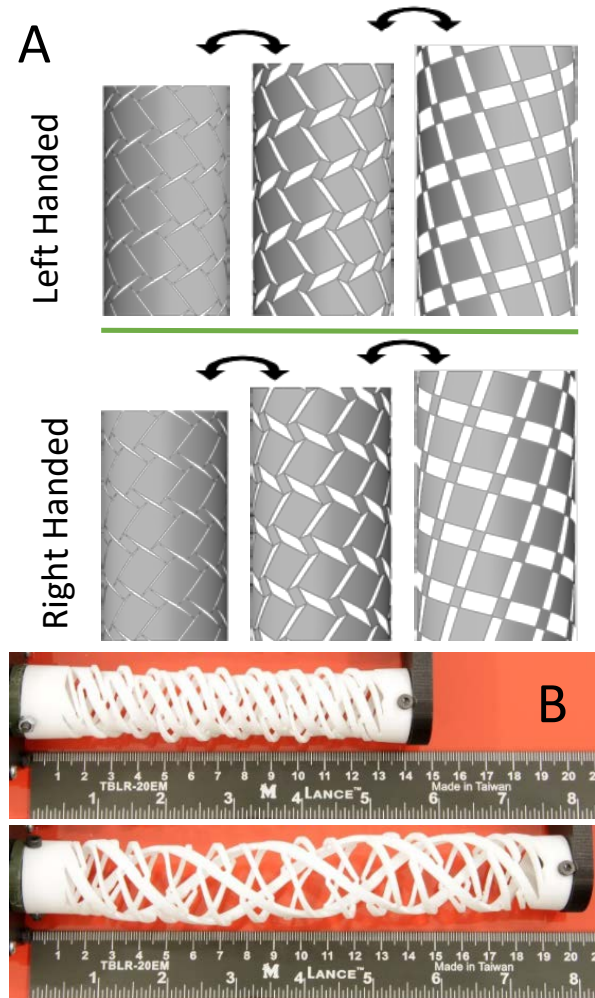 A
Left Handed
Right Handed
B
1 2 3 4 5 6 7 8 9 10 11 12 13 14 15 16 17 18 19 20
TBLR-20EM M LANCE™ Made in Taiwan
1 2 3 4 5 6 7 8
1 2 3 4 5 6 7 8 9 10 11 12 13 14 15 16 17 18 19 20
TBLR-20EM M LANCE™ Made in Taiwan
1 2 3 4 5 6 7 8